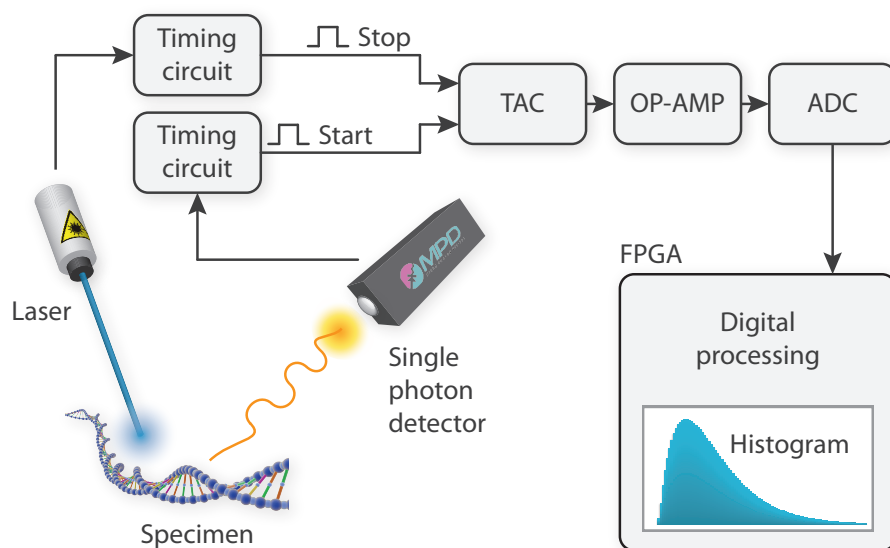 Timing
circuit
Stop
Timing
circuit
Start
TAC
OP-AMP
ADC
MPD
Laser
Single
photon
detector
Specimen
FPGA
Digital
processing
Histogram